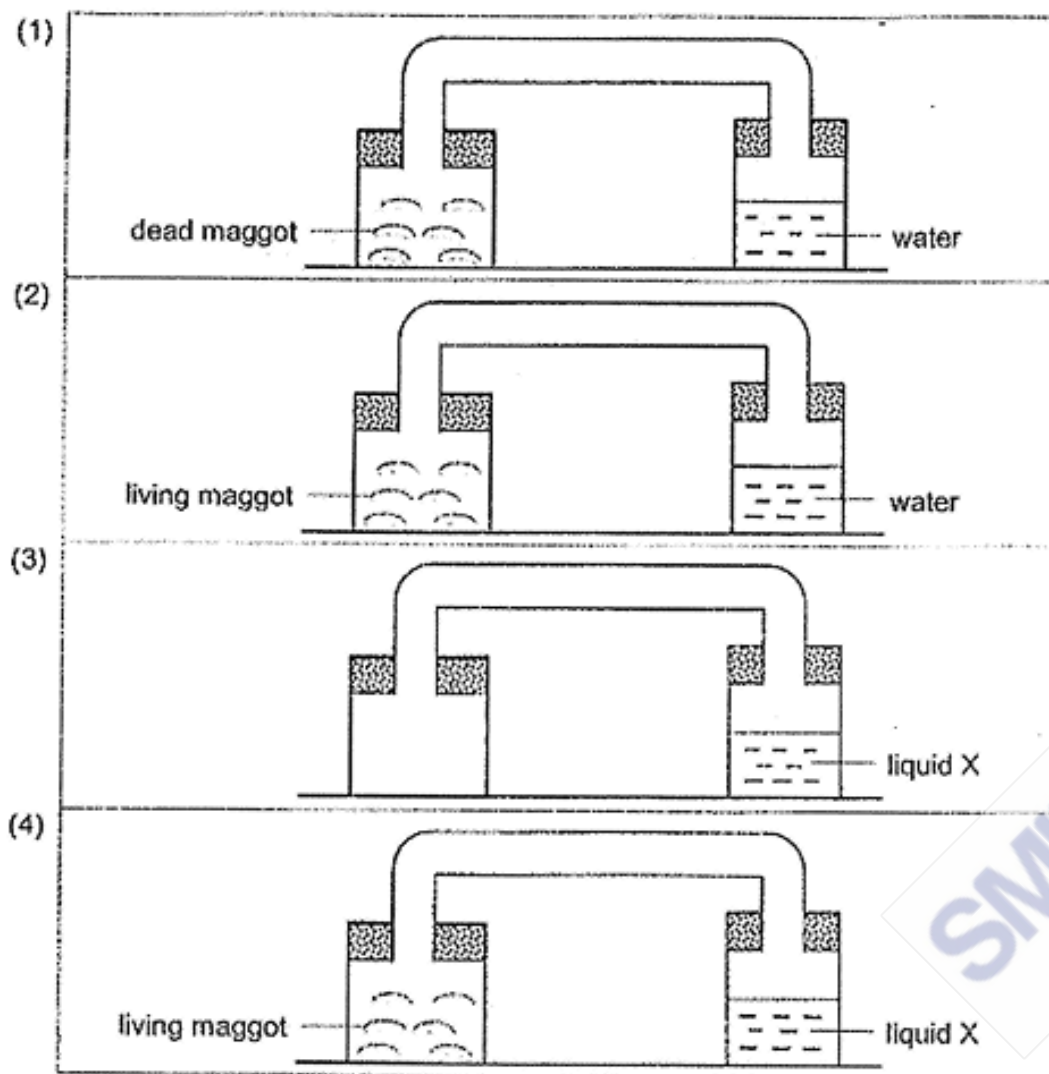 (1)
dead maggot
water
(2)
living maggot
water
(3)
liquid X
(4)
living maggot
liquid X